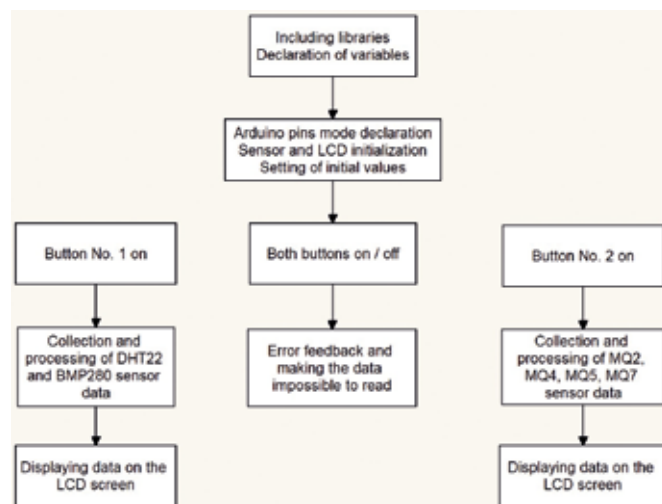 Including libraries
Declaration of variables
Arduino pins mode declaration
Sensor and LCD initialization
Setting of initial values
Button No. 1 on
Both buttons on / off
Button No. 2 on
Collection and
processing of DHT22
and BMP280 sensor
data
Error feedback and
making the data
impossible to read
Collection and
processing of MQ2,
MQ4, MQ5, MQ7
sensor data
Displaying data on the
LCD screen
Displaying data on the
LCD screen